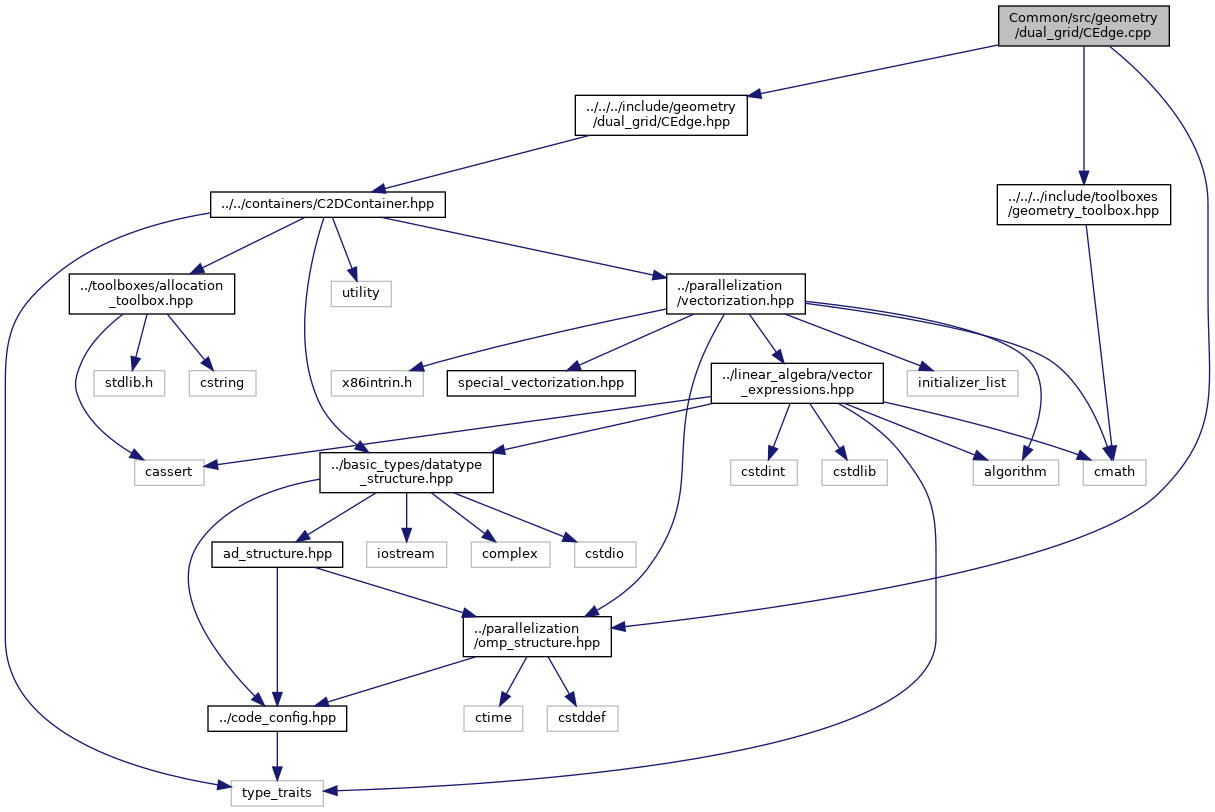 Common/src/geometry
/dual_grid/CEdge.cpp
../../../include/geometry
/dual_grid/CEdge.hpp
../../containers/C2DContainer.hpp
../../../include/toolboxes
/geometry_toolbox.hpp
../toolboxes/allocation
_toolbox.hpp
utility
../parallelization
/vectorization.hpp
stdlib.h
cstring
x86intrin.h
special_vectorization.hpp
../linear_algebra/vector
_expressions.hpp
initializer_list
cassert
../basic_types/datatype
_structure.hpp
cstdint
cstdlib
algorithm
cmath
ad_structure.hpp
iostream
complex
cstdio
../parallelization
/omp_structure.hpp
../code_config.hpp
ctime
cstddef
type_traits